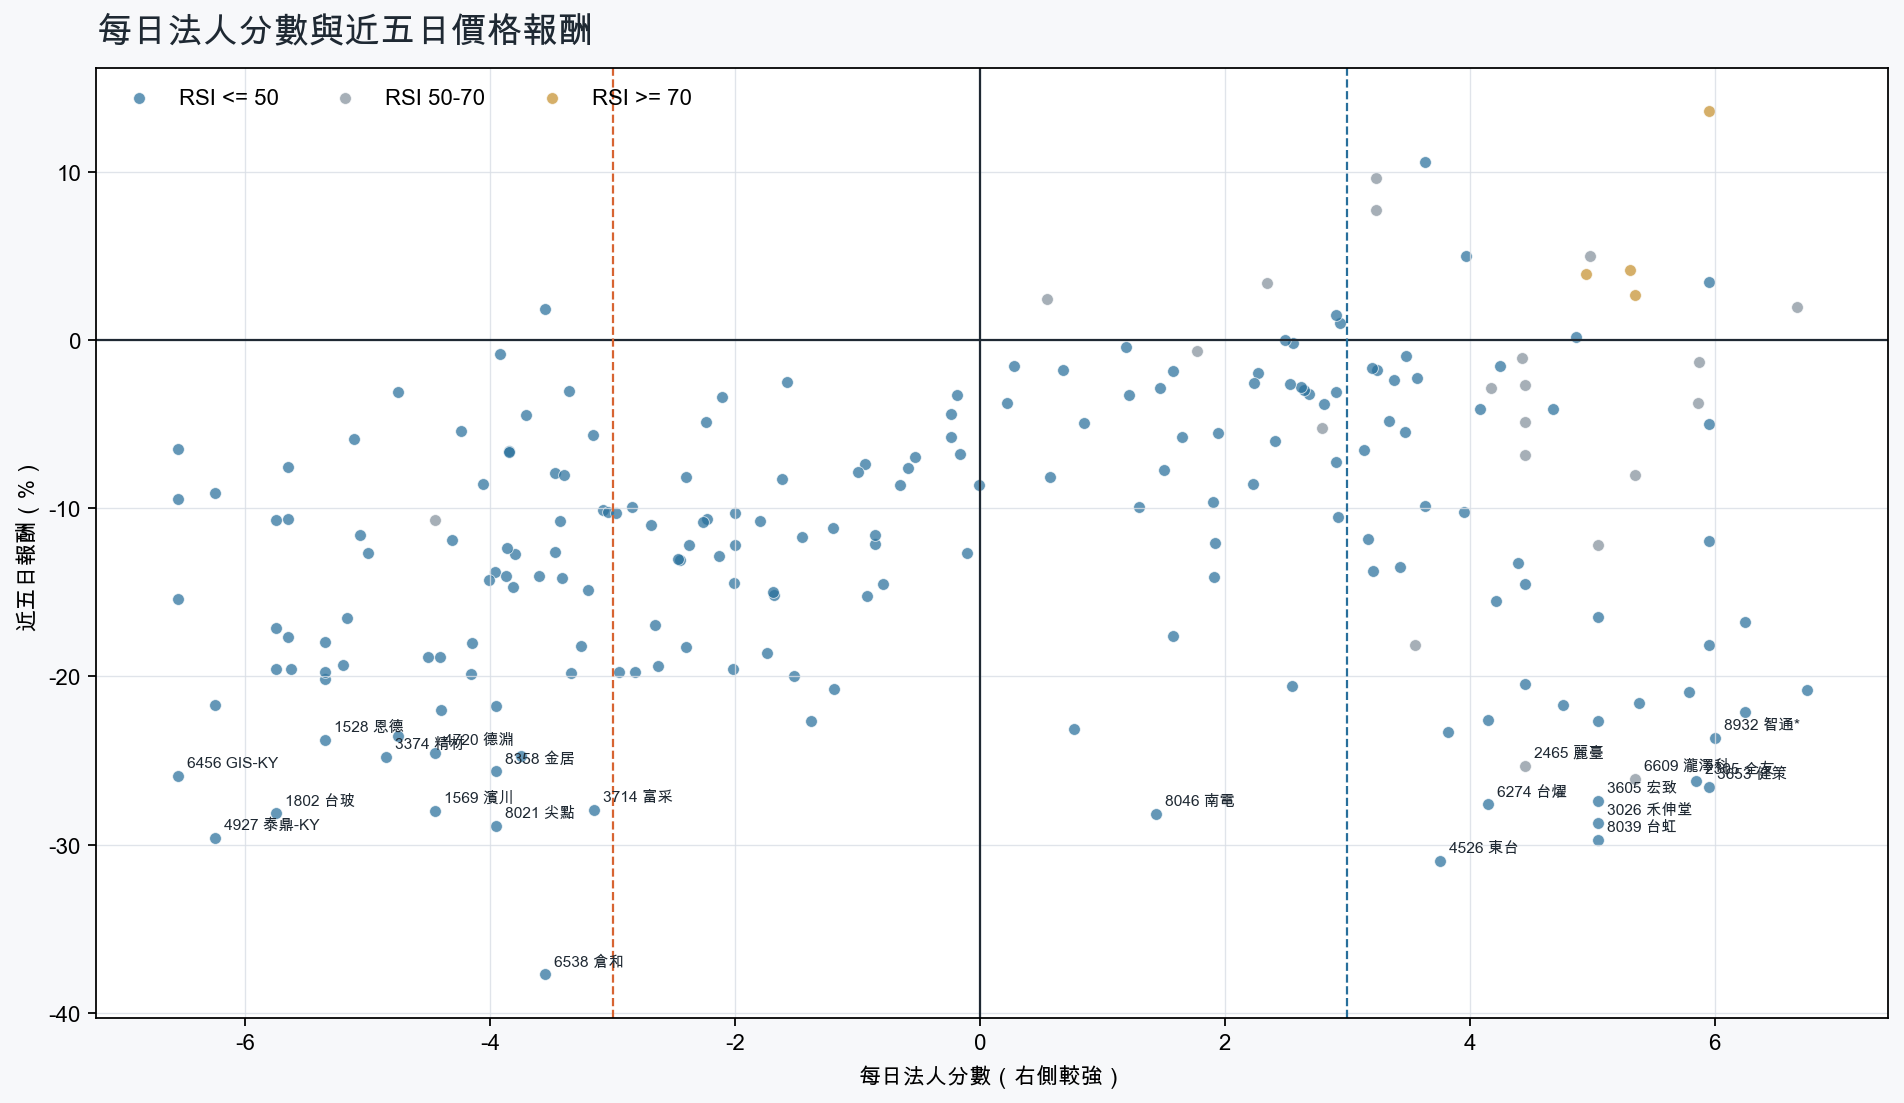 每日法人分數與近五日價格報酬
RSI <= 50
RSI 50-70
RSI >= 70
近五日報酬（%）
10
0
-10
-20
-30
-40
1528 恩德
3374 精材
4720 德淵
8358 金居
6456 GIS-KY
1802 台玻
1569 濱川
3714 富采
8021 尖點
4927 泰鼎-KY
6538 倉和
8046 南電
8932 智通*
2465 麗臺
6609 瀧澤科
3653 健策
3605 宏致
6274 台燿
3026 禾伸堂
8039 台虹
4526 東台
-6
-4
-2
0
2
4
6
每日法人分數（右側較強）